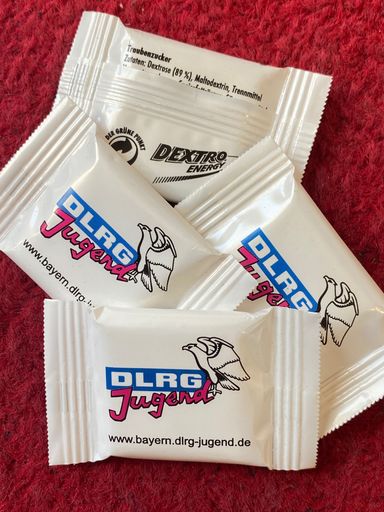 Traubenzucker
Zutaten: Dextrose (89 %), Maltodextrin, Trennmittel
DER GRÜNE PUNKT
DEXTRO
ENERGY
DLRG
Jugend
www.bayern.dlrg-j
DLRG
Jugend
DLRG
Jugend
www.bayern.dlrg-jugend.de